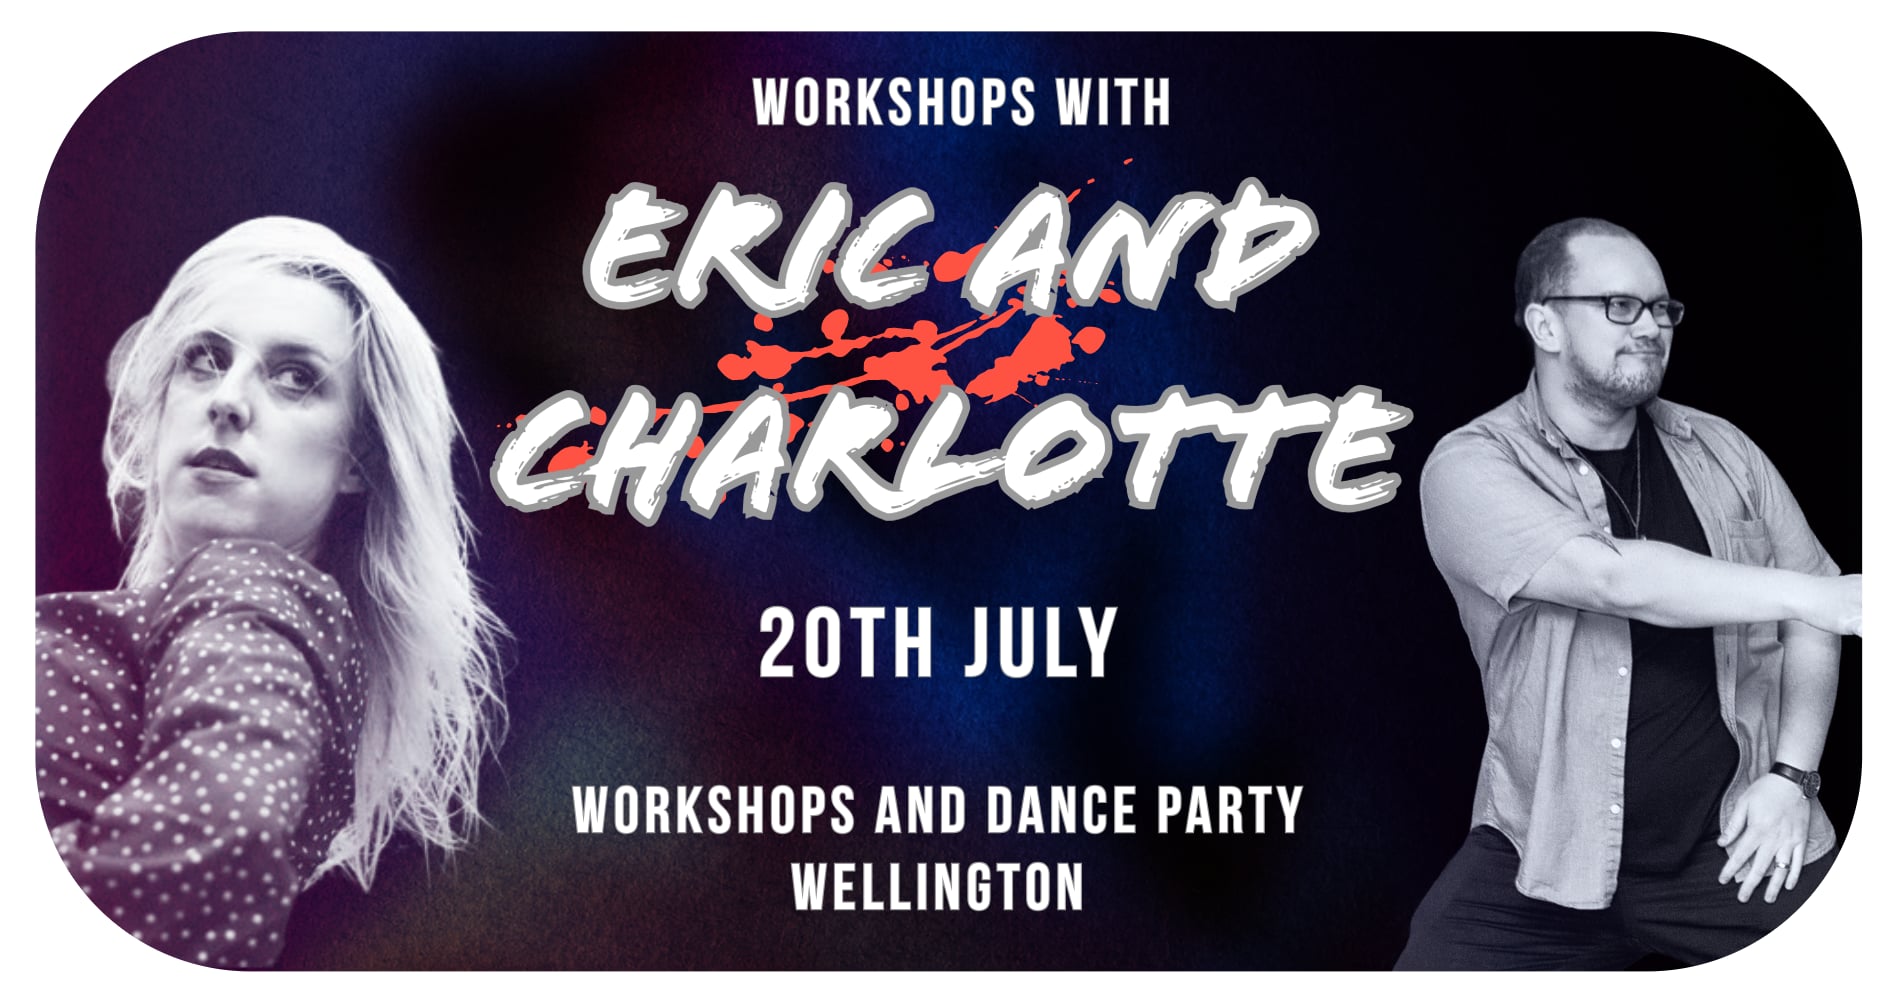 WORKSHOPS WITH
ERIC AND
CHARLOTTE
20TH JULY
WORKSHOPS AND DANCE PARTY
WELLINGTON